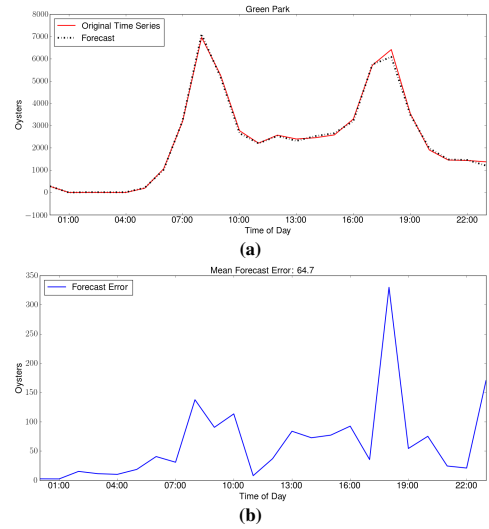 Green Park
8000
7000
6000
5000
4000
3000
2000
1000
0
−1000
Oysters
Original Time Series
Forecast
01:00 04:00 07:00 10:00 13:00 16:00 19:00 22:00
Time of Day
(a)
Mean Forecast Error: 64.7
350
300
250
200
150
100
50
0
Oysters
Forecast Error
01:00 04:00 07:00 10:00 13:00 16:00 19:00 22:00
Time of Day
(b)